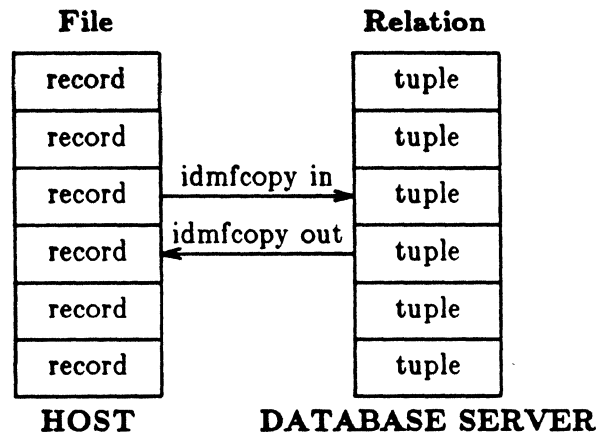 File Relation
record tuple
record tuple
idmfcopy in
record tuple
idmfcopy out
record tuple
record tuple
record tuple
HOST DATABASE SERVER